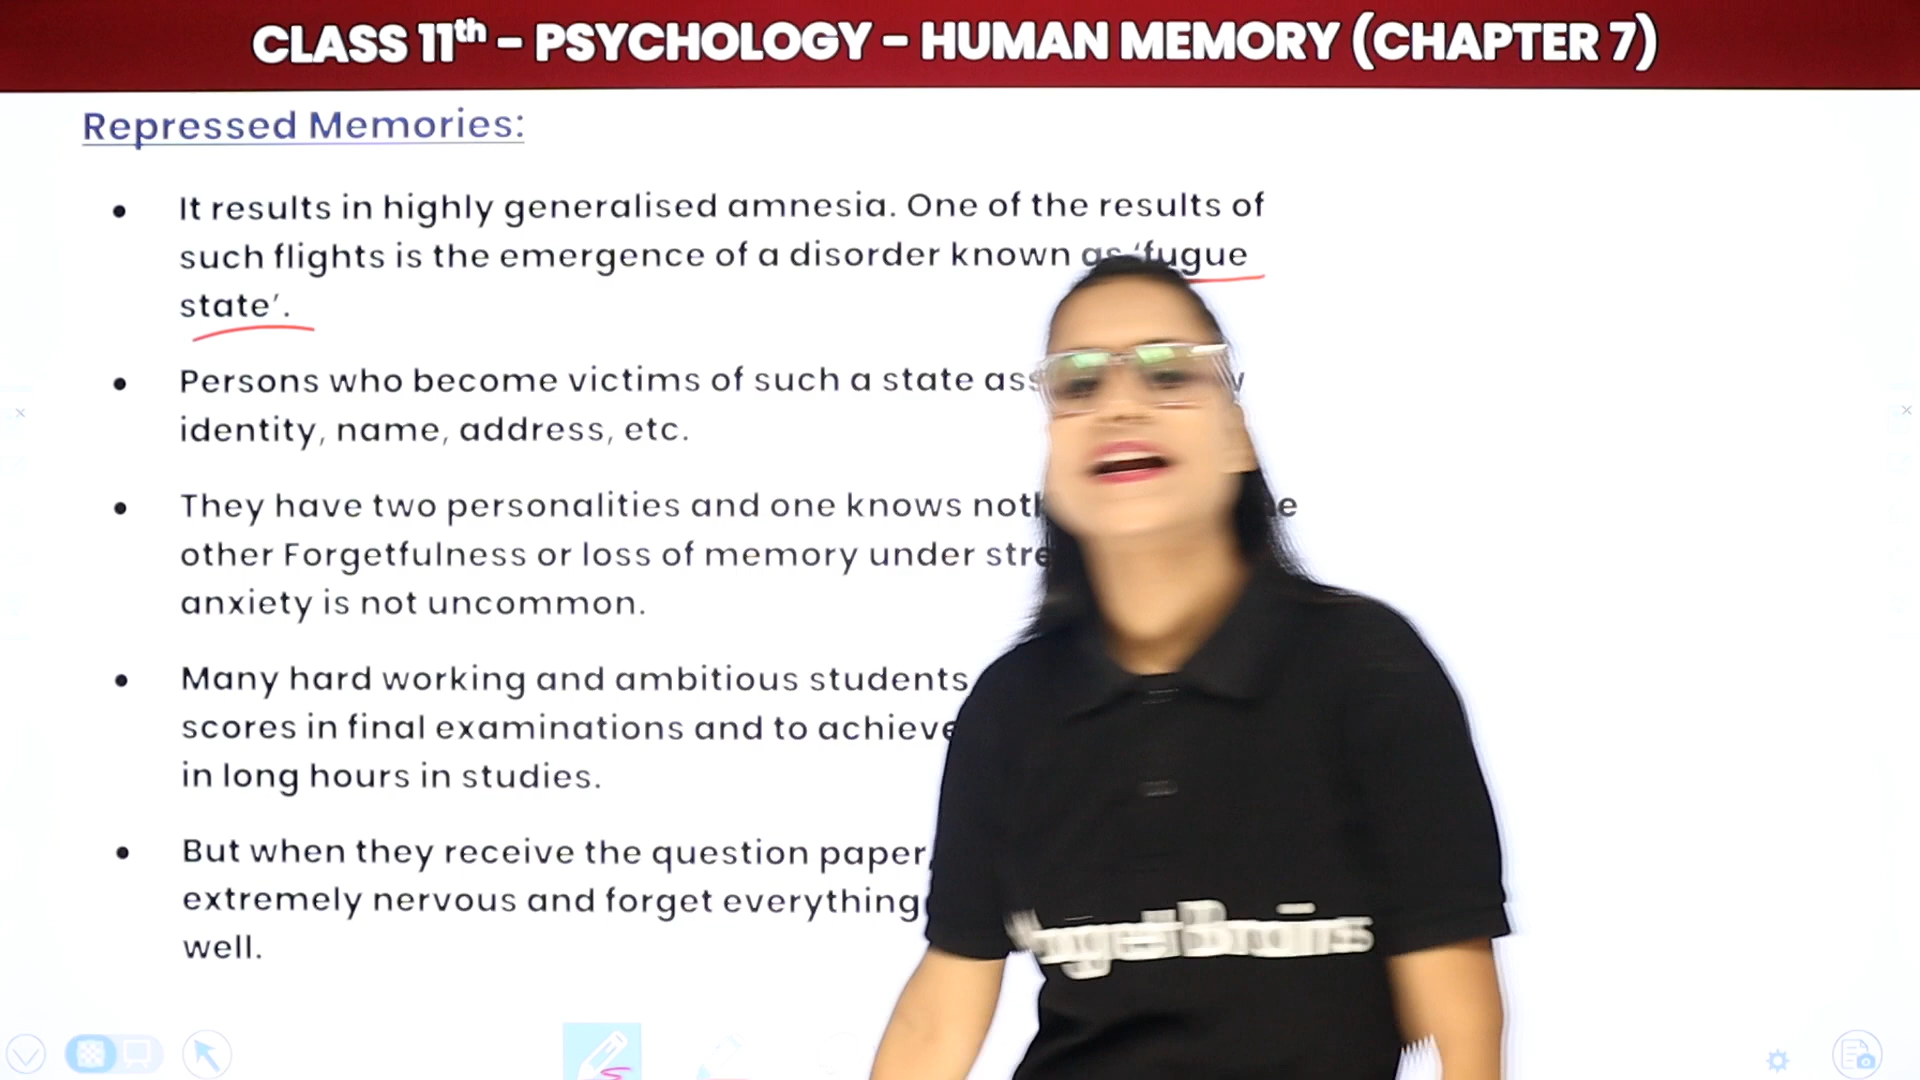 CLASS 11th – PSYCHOLOGY – HUMAN MEMORY (CHAPTER 7)
Repressed Memories:
• It results in highly generalised amnesia. One of the results of
such flights is the emergence of a disorder known as 'fugue
state'.
• Persons who become victims of such a state
identity, name, address, etc.
• They have two personalities and one knows
other Forgetfulness or loss of memory under
anxiety is not uncommon.
• Many hard working and ambitious students
scores in final examinations and to achieve
in long hours in studies.
• But when they receive the question paper,
extremely nervous and forget everything
well.